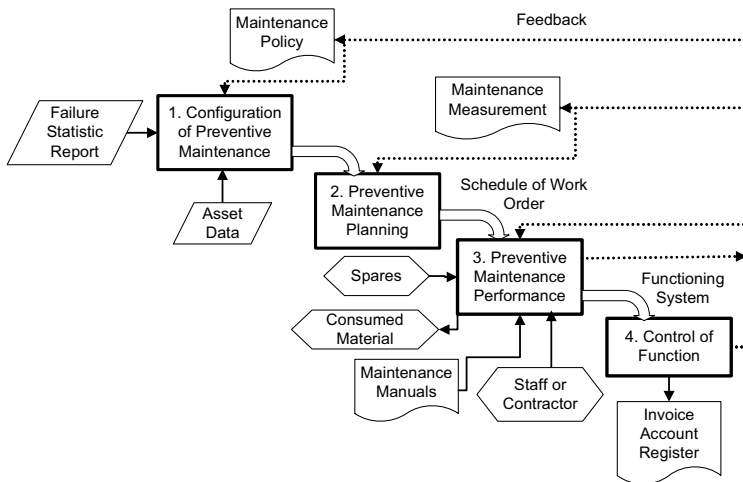 Maintenance
Policy
Feedback
Failure
Statistic
Report
1. Configuration
of Preventive
Maintenance
Maintenance
Measurement
Asset
Data
2. Preventive
Maintenance
Planning
Schedule of Work
Order
Spares
3. Preventive
Maintenance
Performance
Functioning
System
Consumed
Material
4. Control of
Function
Maintenance
Manuals
Staff or
Contractor
Invoice
Account
Register